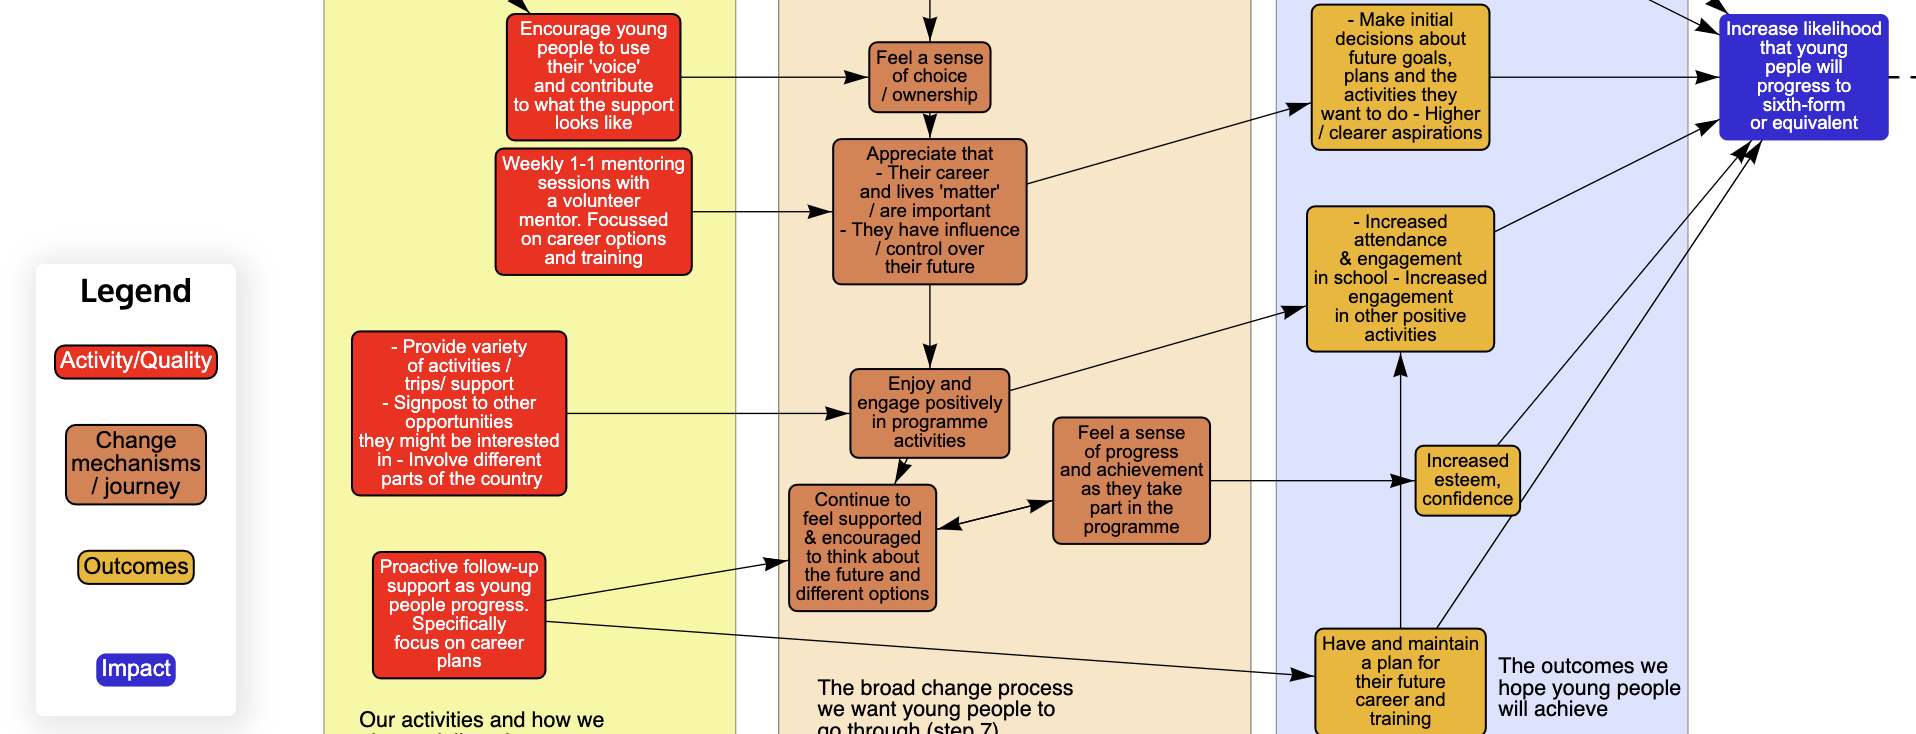 Encourage young
people to use
their 'voice'
and contribute
to what the support
looks like
Weekly 1-1 mentoring
sessions with
a volunteer
mentor. Focussed
on career options
and training
Legend
Activity/Quality
Change
mechanisms
/ journey
Outcomes
Impact
- Provide variety
of activities /
trips/ support
- Signpost to other
opportunities
they might be interested
in - Involve different
parts of the country
Proactive follow-up
support as young
people progress.
Specifically
focus on career
plans
Our activities and how we
Feel a sense
of choice
/ ownership
Appreciate that
- Their career
and lives 'matter'
/ are important
- They have influence
/ control over
their future
Enjoy and
engage positively
in programme
activities
Feel a sense
of progress
and achievement
as they take
part in the
programme
Continue to
feel supported
& encouraged
to think about
the future and
different options
The broad change process
we want young people to
go through (step 7)
- Make initial
decisions about
future goals,
plans and the
activities they
want to do - Higher
/ clearer aspirations
- Increased
attendance
& engagement
in school - Increased
engagement
in other positive
activities
Increased
esteem,
confidence
Have and maintain
a plan for
their future
career and
training
The outcomes we
hope young people
will achieve
Increase likelihood
that young
peple will
progress to
sixth-form
or equivalent